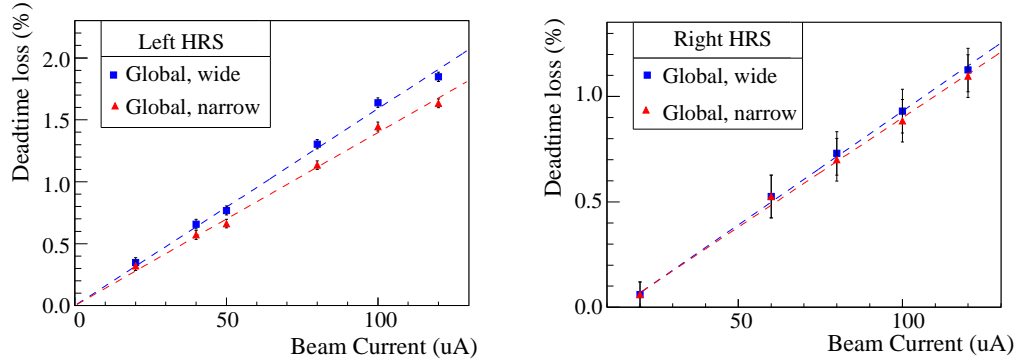 Deadtime loss (%)
Left HRS
Global, wide
Global, narrow
2.0
1.5
1.0
0.5
0.0
0
50
100
Beam Current (uA)
Deadtime loss (%)
Right HRS
Global, wide
Global, narrow
1.0
0.5
0.0
50
100
Beam Current (uA)